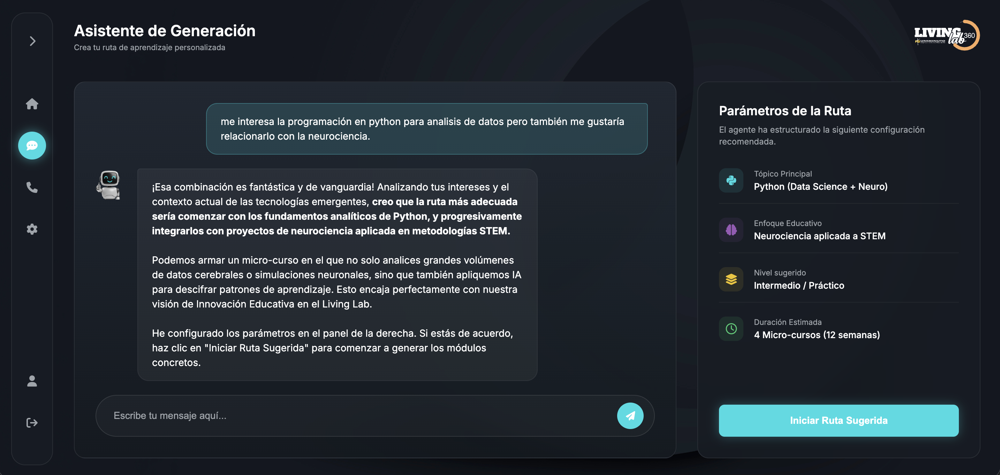 Asistente de Generación
Crea tu ruta de aprendizaje personalizada
LIVING
lab 360
UNIMINUTO
me interesa la programación en python para analisis de datos pero también me gustaría
relacionarlo con la neurociencia.
¡Esa combinación es fantástica y de vanguardia! Analizando tus intereses y el
contexto actual de las tecnologías emergentes, creo que la ruta más adecuada
sería comenzar con los fundamentos analíticos de Python, y progresivamente
integrarlos con proyectos de neurociencia aplicada en metodologías STEM.
Podemos armar un micro-curso en el que no solo analices grandes volúmenes
de datos cerebrales o simulaciones neuronales, sino que también apliquemos IA
para descifrar patrones de aprendizaje. Esto encaja perfectamente con nuestra
visión de Innovación Educativa en el Living Lab.
He configurado los parámetros en el panel de la derecha. Si estás de acuerdo,
haz clic en "Iniciar Ruta Sugerida" para comenzar a generar los módulos
concretos.
Escribe tu mensaje aquí...
Parámetros de la Ruta
El agente ha estructurado la siguiente configuración
recomendada.
Tópico Principal
Python (Data Science + Neuro)
Enfoque Educativo
Neurociencia aplicada a STEM
Nivel sugerido
Intermedio / Práctico
Duración Estimada
4 Micro-cursos (12 semanas)
Iniciar Ruta Sugerida